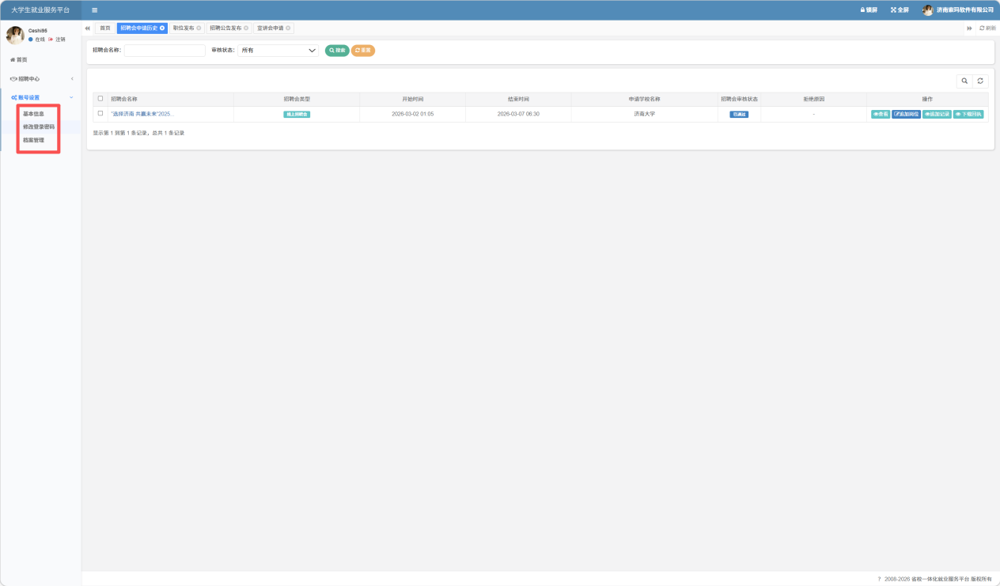 大学生就业服务平台
锁屏 全屏 济南索玛软件有限公司
Ceshi95
在线 注销
首页 招聘会申请历史 职位发布 招聘公告发布 宣讲会申请 刷新
首页
招聘中心
账号设置
基本信息
修改登录密码
档案管理
招聘会名称: 审核状态: 所有 搜索 重置
招聘会名称 招聘会类型 开始时间 结束时间 申请学校名称 招聘会审核状态 拒绝原因 操作
"选择济南 共赢未来"2025... 线上招聘会 2026-03-02 01:05 2026-03-07 06:30 济南大学 已通过 - 查看 追加岗位 追加记录 下载回执
显示第 1 到第 1 条记录，总共 1 条记录
? 2008-2026 省校一体化就业服务平台 版权所有